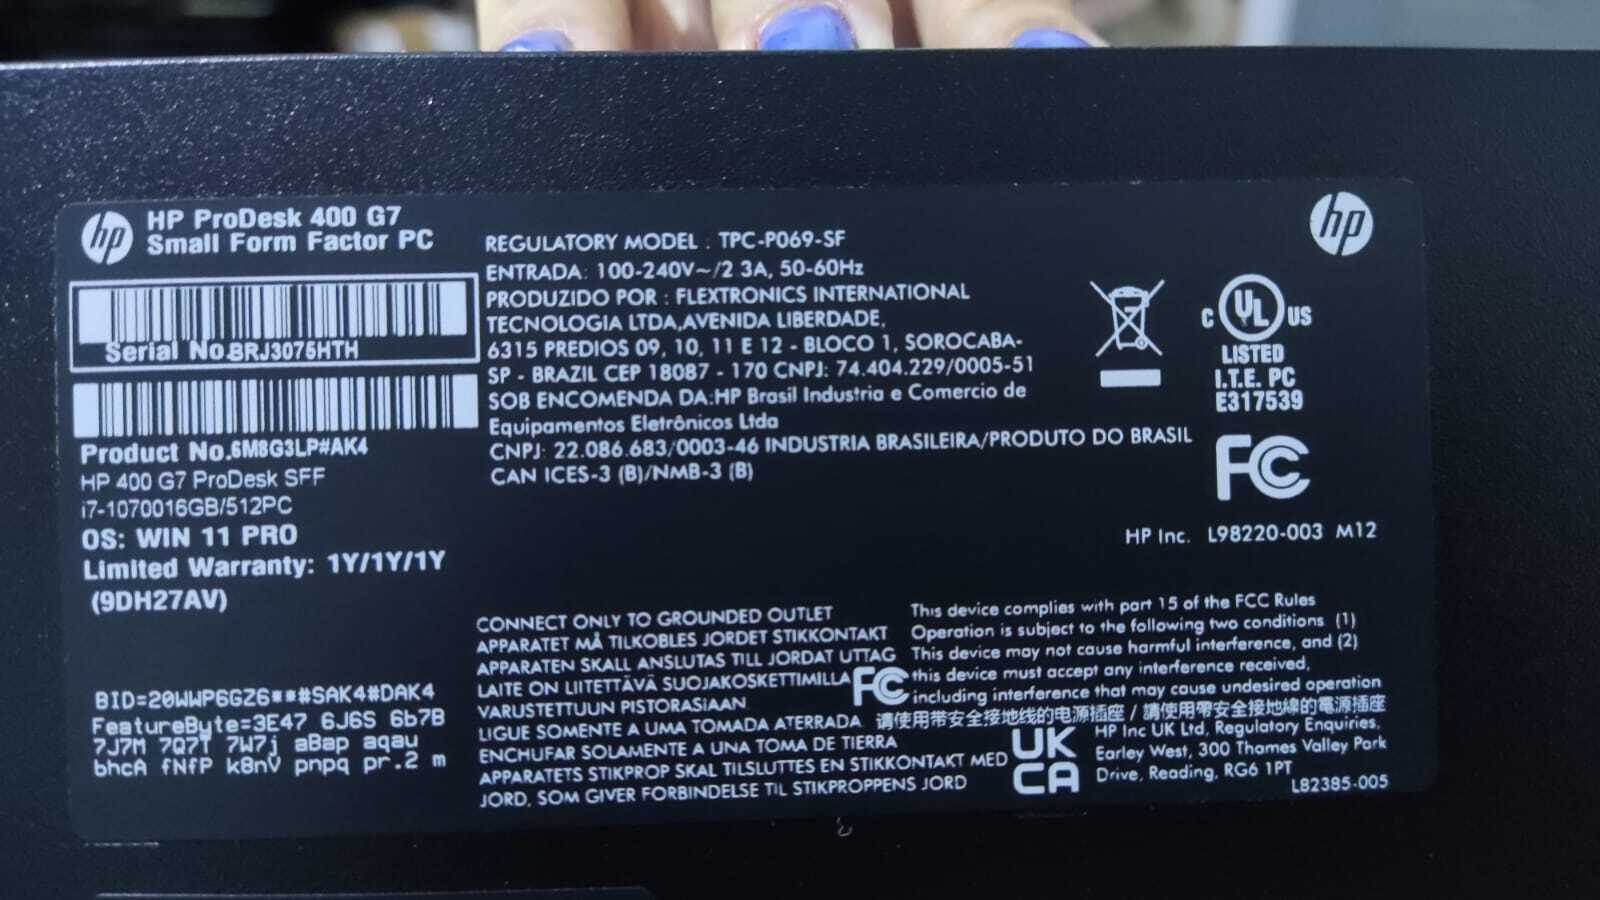 hp
HP ProDesk 400 G7
Small Form Factor PC
Serial No.BRJ3075HTH
Product No.6M8G3LP#AK4
HP 400 G7 ProDesk SFF
i7-1070016GB/512PC
OS: WIN 11 PRO
Limited Warranty: 1Y/1Y/1Y
(9DH27AV)
BID=20WWP6GZ6**#SAK4#DAK4
FeatureByte=3E47 6J6S 6b7B
7J7M 7Q7T 7W7j aBap aqau
bhcA fNfP k8nV pnpq pr.2 m
REGULATORY MODEL : TPC-P069-SF
ENTRADA: 100-240V~/2 3A, 50-60Hz
PRODUZIDO POR : FLEXTRONICS INTERNATIONAL
TECNOLOGIA LTDA,AVENIDA LIBERDADE,
6315 PREDIOS 09, 10, 11 E 12 - BLOCO 1, SOROCABA-
SP - BRAZIL CEP 18087 - 170 CNPJ: 74.404.229/0005-51
SOB ENCOMENDA DA:HP Brasil Industria e Comercio de
Equipamentos Eletrônicos Ltda
CNPJ: 22.086.683/0003-46 INDUSTRIA BRASILEIRA/PRODUTO DO BRASIL
CAN ICES-3 (B)/NMB-3 (B)
hp
C UL US
LISTED
I.T.E. PC
E317539
FC
HP Inc. L98220-003 M12
CONNECT ONLY TO GROUNDED OUTLET
APPARATET MÅ TILKOBLES JORDET STIKKONTAKT
APPARATEN SKALL ANSLUTAS TILL JORDAT UTTAG
LAITE ON LIITETTÄVÄ SUOJAKOSKETTIMILLA
VARUSTETTUUN PISTORASIAAN
LIGUE SOMENTE A UMA TOMADA ATERRADA 请使用带安全接地线的电源插座 / 請使用帶安全接地線的電源插座
ENCHUFAR SOLAMENTE A UNA TOMA DE TIERRA
APPARATETS STIKPROP SKAL TILSLUTTES EN STIKKONTAKT MED
JORD, SOM GIVER FORBINDELSE TIL STIKPROPPENS JORD
FC
This device complies with part 15 of the FCC Rules
Operation is subject to the following two conditions (1)
This device may not cause harmful interference, and (2)
this device must accept any interference received,
including interference that may cause undesired operation
UK
CA
HP Inc UK Ltd, Regulatory Enquiries,
Earley West, 300 Thames Valley Park
Drive, Reading, RG6 1PT
L82385-005